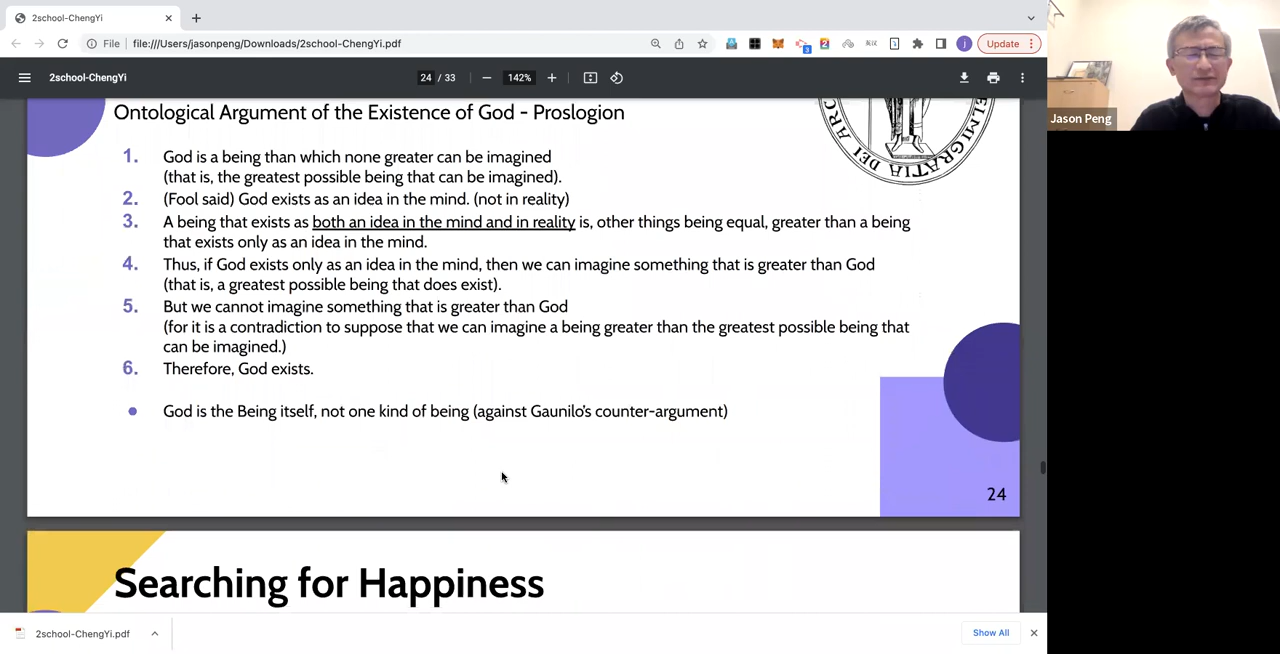 2school-ChengYi
File
file:///Users/jasonpeng/Downloads/2school-ChengYi.pdf
j
Update
2school-ChengYi
24 / 33
142%
Ontological Argument of the Existence of God - Proslogion
1. God is a being than which none greater can be imagined
(that is, the greatest possible being that can be imagined).
2. (Fool said) God exists as an idea in the mind. (not in reality)
3. A being that exists as both an idea in the mind and in reality is, other things being equal, greater than a being
that exists only as an idea in the mind.
4. Thus, if God exists only as an idea in the mind, then we can imagine something that is greater than God
(that is, a greatest possible being that does exist).
5. But we cannot imagine something that is greater than God
(for it is a contradiction to suppose that we can imagine a being greater than the greatest possible being that
can be imagined.)
6. Therefore, God exists.
God is the Being itself, not one kind of being (against Gaunilo's counter-argument)
24
Searching for Happiness
2school-ChengYi.pdf
Show All
Jason Peng